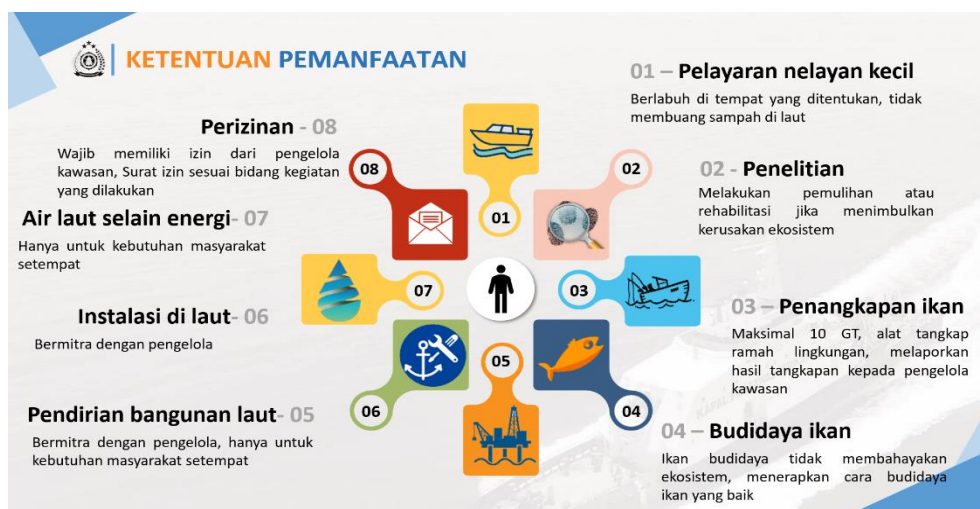 KETENTUAN PEMANFAATAN
01 – Pelayaran nelayan kecil
Berlabuh di tempat yang ditentukan, tidak
membuang sampah di laut
02 - Penelitian
Melakukan pemulihan atau
rehabilitasi jika menimbulkan
kerusakan ekosistem
03 – Penangkapan ikan
Maksimal 10 GT, alat tangkap
ramah lingkungan, melaporkan
hasil tangkapan kepada pengelola
kawasan
04 – Budidaya ikan
Ikan budidaya tidak membahayakan
ekosistem, menerapkan cara budidaya
ikan yang baik
Pendirian bangunan laut- 05
Bermitra dengan pengelola, hanya untuk
kebutuhan masyarakat setempat
Instalasi di laut- 06
Bermitra dengan pengelola
Air laut selain energi- 07
Hanya untuk kebutuhan masyarakat
setempat
Perizinan - 08
Wajib memiliki izin dari pengelola
kawasan, Surat izin sesuai bidang kegiatan
yang dilakukan
01
02
03
04
05
06
07
08